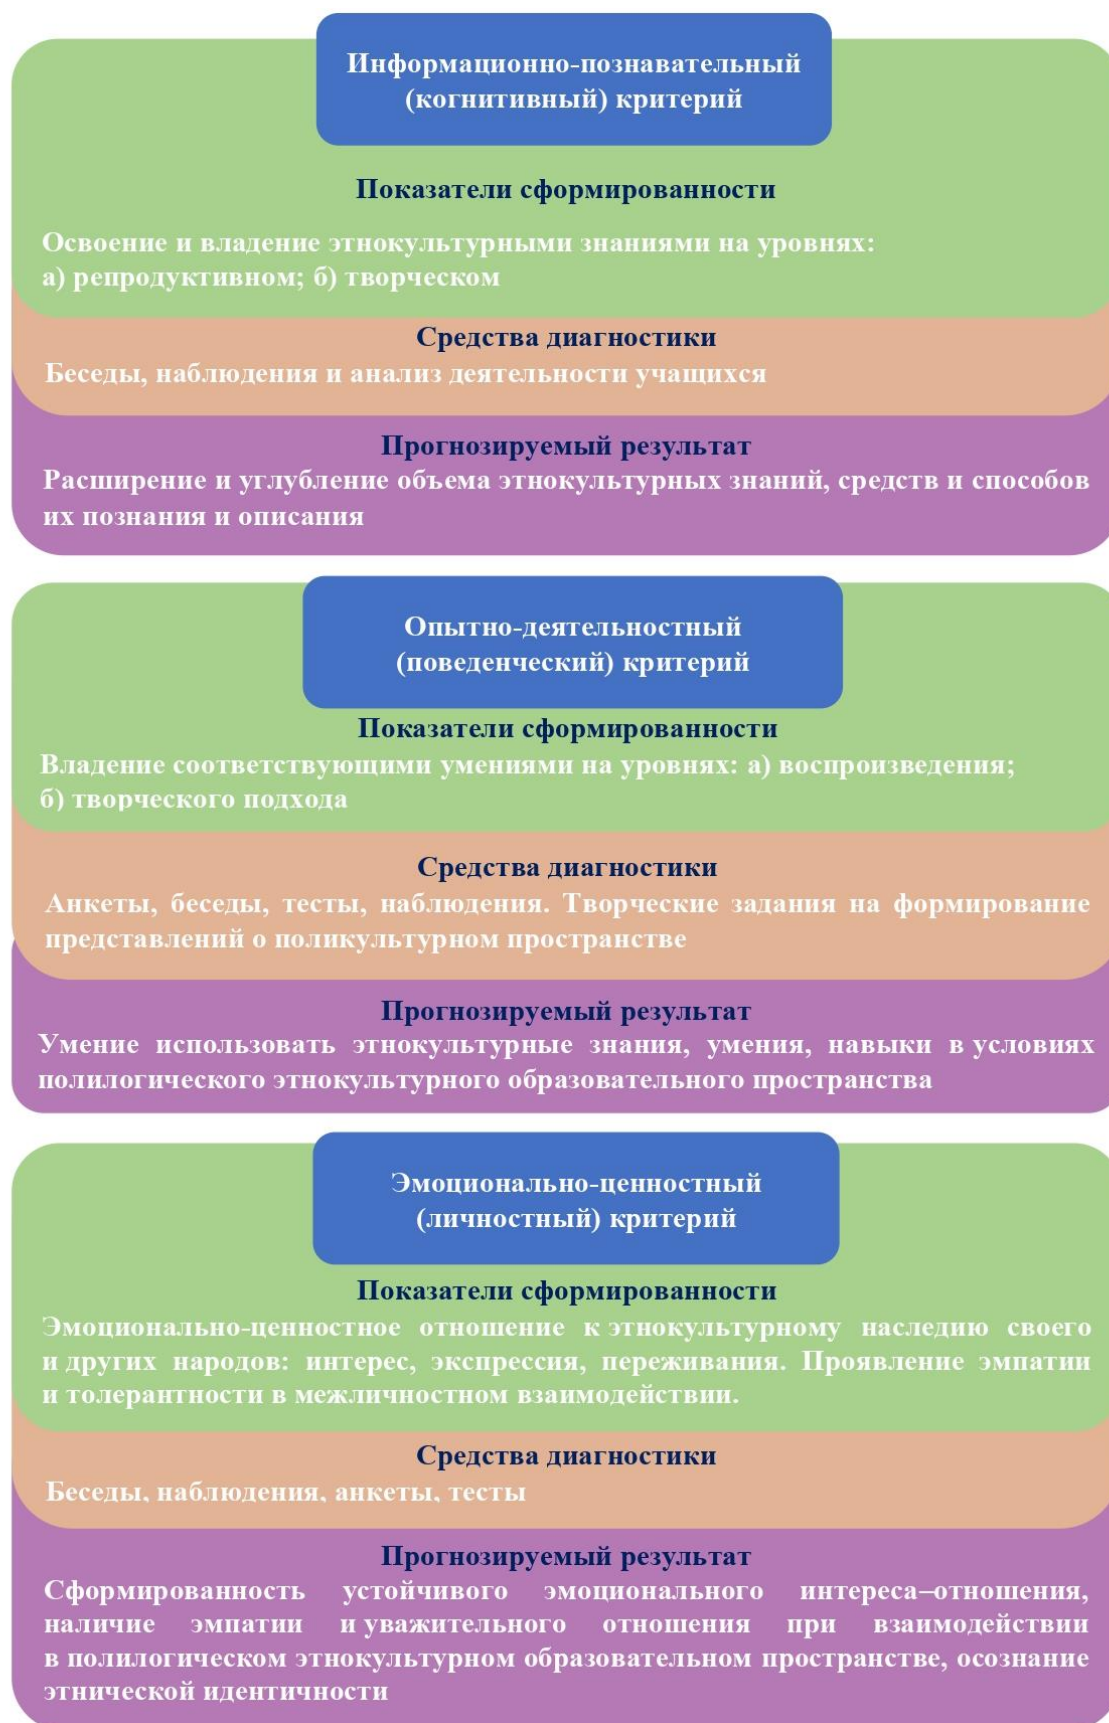 Информационно-познавательный
(когнитивный) критерий
Показатели сформированности
Освоение и владение этнокультурными знаниями на уровнях:
а) репродуктивном; б) творческом
Средства диагностики
Беседы, наблюдения и анализ деятельности учащихся
Прогнозируемый результат
Расширение и углубление объема этнокультурных знаний, средств и способов
их познания и описания
Опытно-деятельностный
(поведенческий) критерий
Показатели сформированности
Владение соответствующими умениями на уровнях: а) воспроизведения;
б) творческого подхода
Средства диагностики
Анкеты, беседы, тесты, наблюдения. Творческие задания на формирование
представлений о поликультурном пространстве
Прогнозируемый результат
Умение использовать этнокультурные знания, умения, навыки в условиях
полилогического этнокультурного образовательного пространства
Эмоционально-ценностный
(личностный) критерий
Показатели сформированности
Эмоционально-ценностное отношение к этнокультурному наследию своего
и других народов: интерес, экспрессия, переживания. Проявление эмпатии
и толерантности в межличностном взаимодействии.
Средства диагностики
Беседы, наблюдения, анкеты, тесты
Прогнозируемый результат
Сформированность устойчивого эмоционального интереса–отношения,
наличие эмпатии и уважительного отношения при взаимодействии
в полилогическом этнокультурном образовательном пространстве, осознание
этнической идентичности